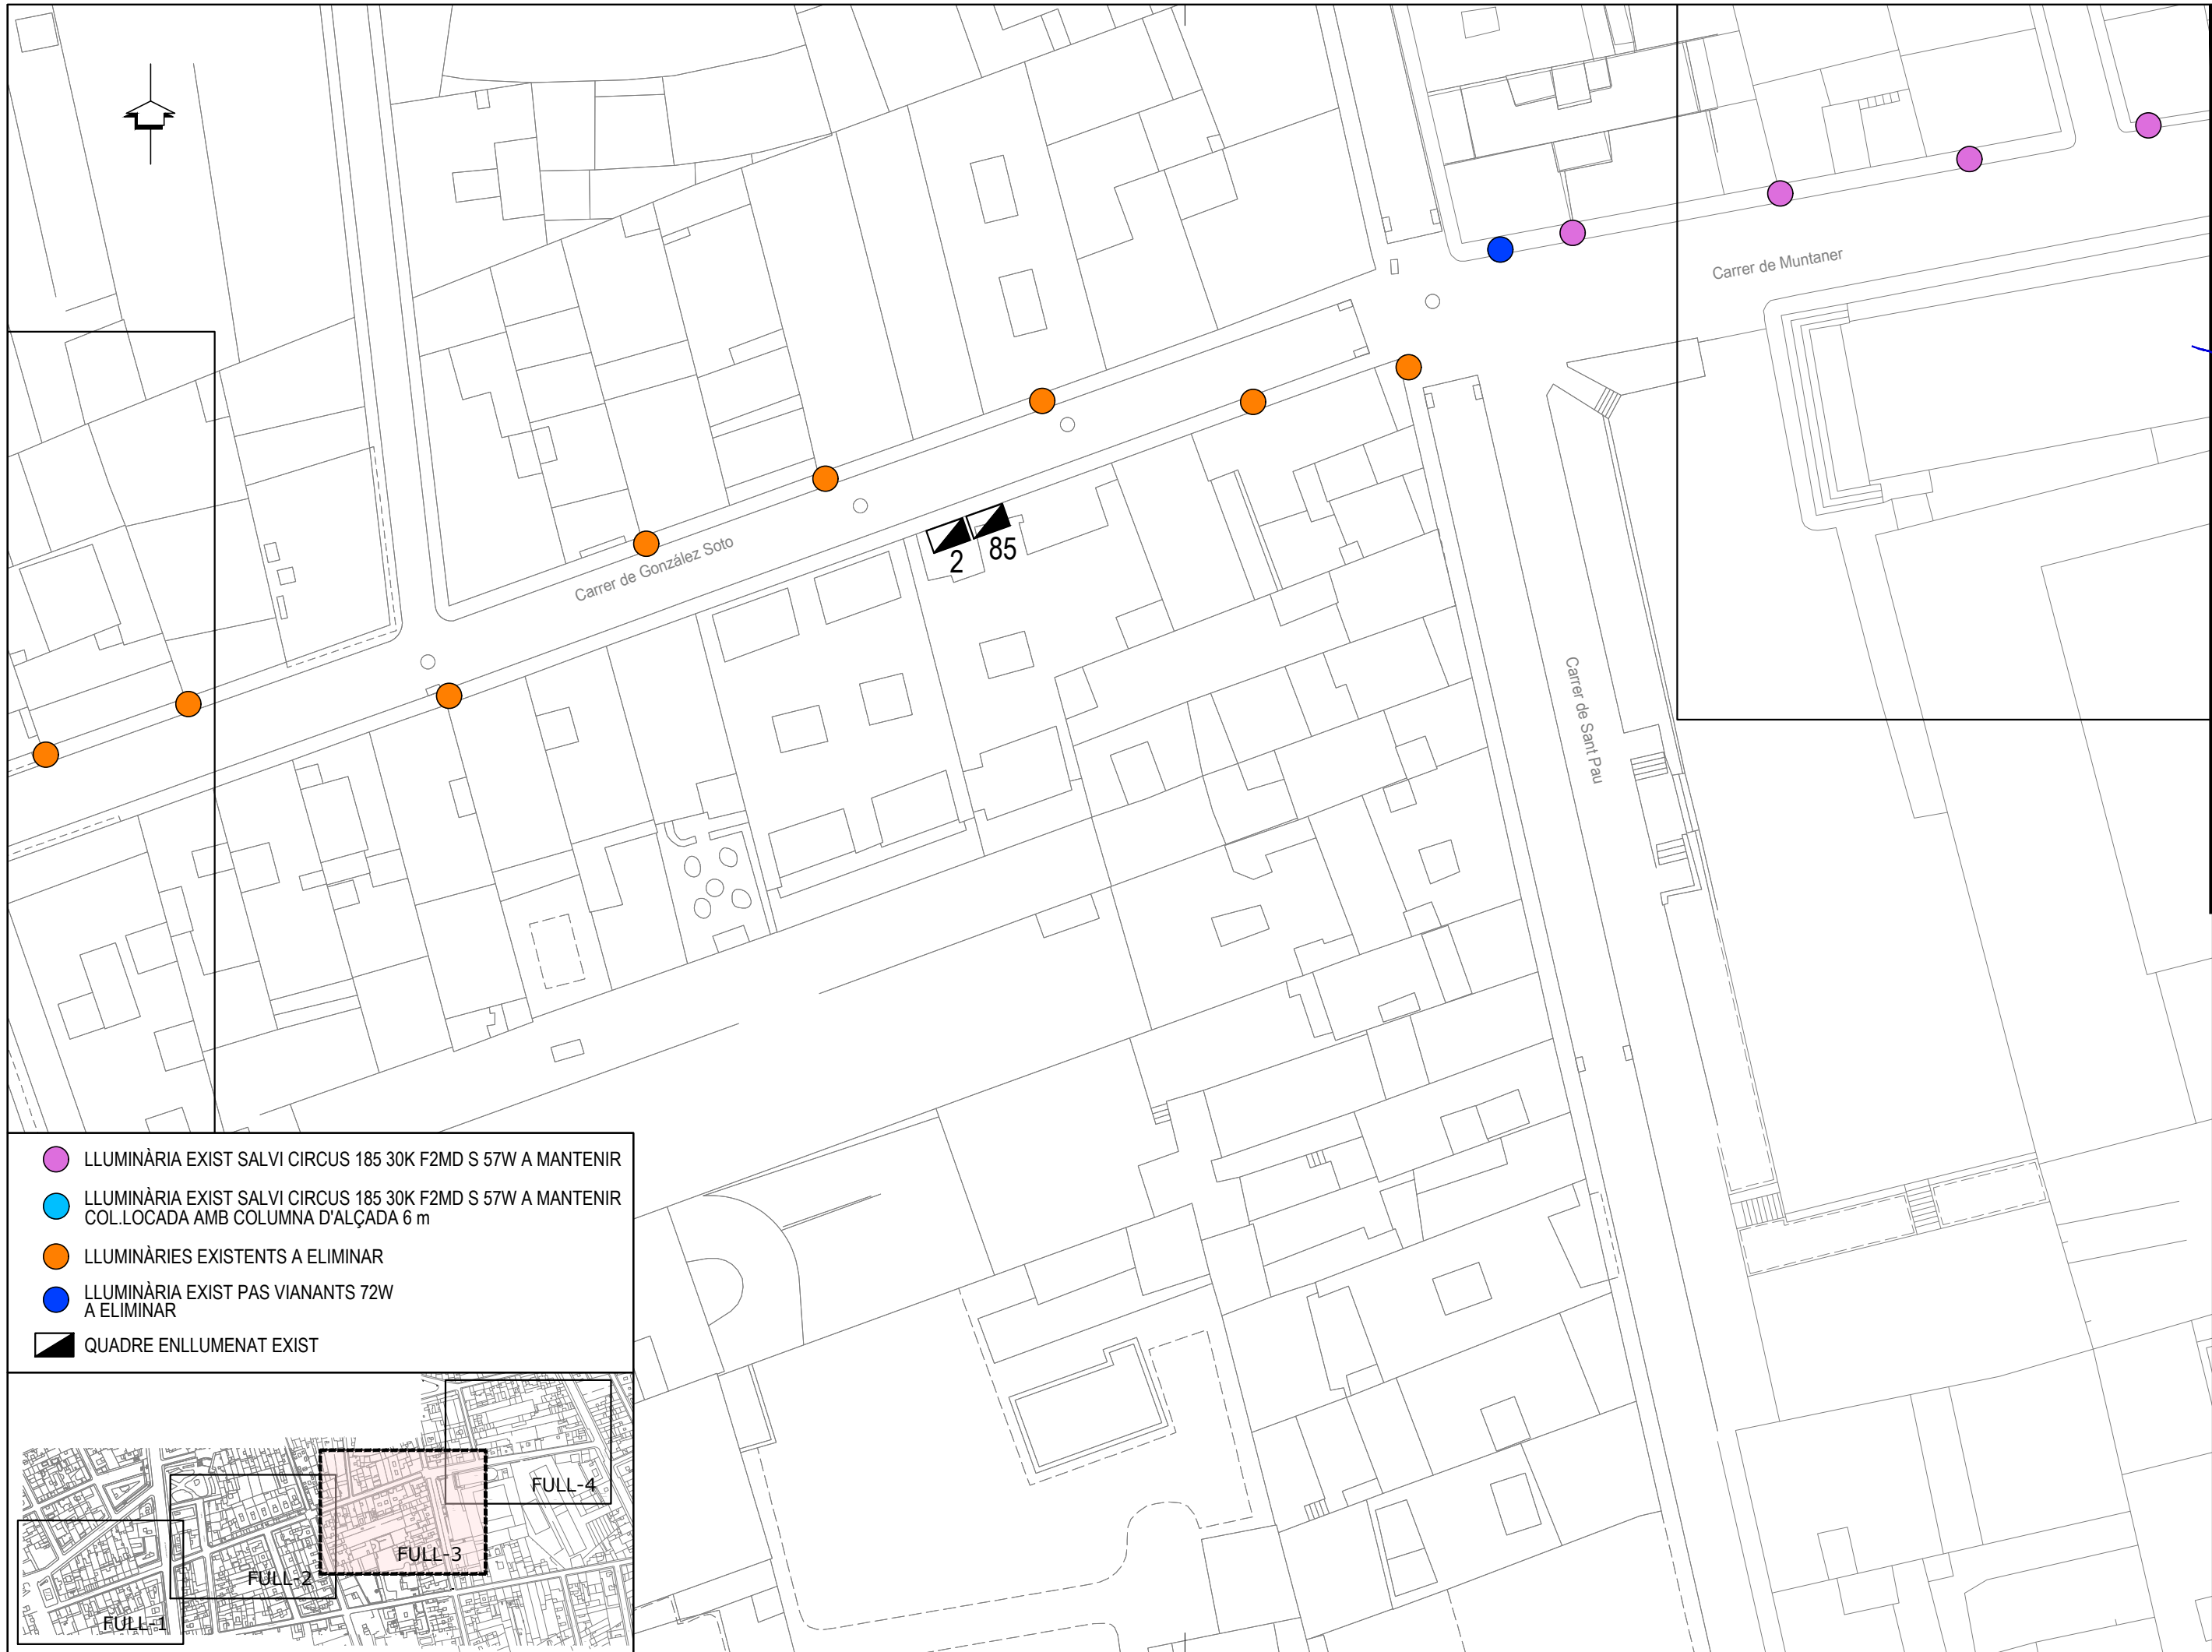 Carrer de Muntaner
Carrer de González Soto
2
85
Carrer de Sant Pau
LLUMINÀRIA EXIST SALVI CIRCUS 185 30K F2MD S 57W A MANTENIR
LLUMINÀRIA EXIST SALVI CIRCUS 185 30K F2MD S 57W A MANTENIR
COL.LOCADA AMB COLUMNA D'ALÇADA 6 m
LLUMINÀRIES EXISTENTS A ELIMINAR
LLUMINÀRIA EXIST PAS VIANANTS 72W
A ELIMINAR
QUADRE ENLLUMENAT EXIST
FULL-4
FULL-3
FULL-2
FULL-1